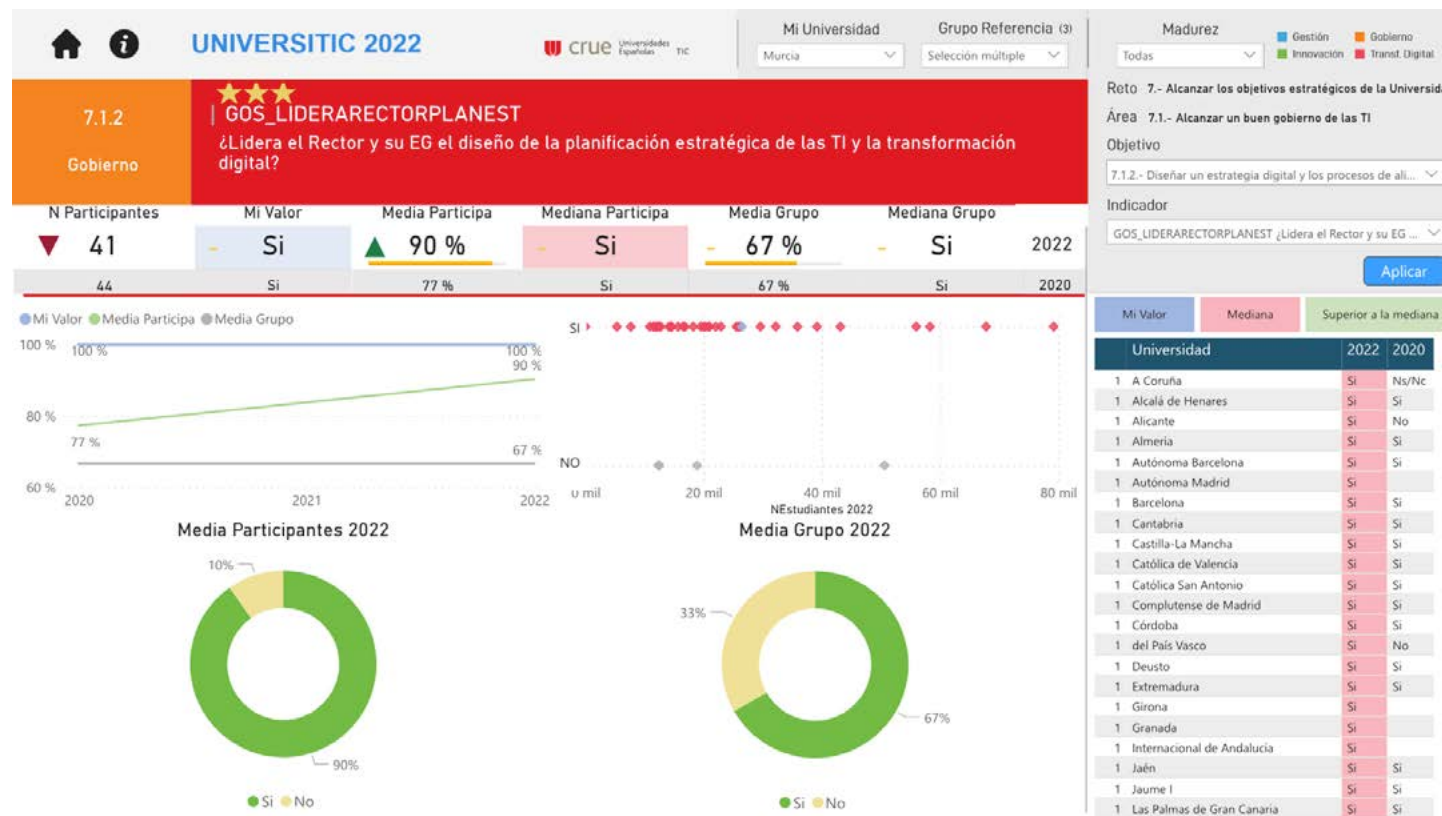 UNIVERSITIC 2022
crue Universidades Españolas TIC
Mi Universidad
Murcia
Grupo Referencia (3)
Selección múltiple
Madurez
Todas
Gestión
Gobierno
Innovación
Transf. Digital
7.1.2
Gobierno
| GOS_LIDERARECTORPLANEST
¿Lidera el Rector y su EG el diseño de la planificación estratégica de las TI y la transformación
digital?
Reto 7.- Alcanzar los objetivos estratégicos de la Universida
Área 7.1.- Alcanzar un buen gobierno de las TI
Objetivo
7.1.2.- Diseñar un estrategia digital y los procesos de ali...
Indicador
GOS_LIDERARECTORPLANEST ¿Lidera el Rector y su EG ...
Aplicar
N Participantes Mi Valor Media Participa Mediana Participa Media Grupo Mediana Grupo
41 - Si 90 % - Si - 67 % - Si 2022
44 Si 77 % Si 67 % Si 2020
Mi Valor Media Participa Media Grupo
100 %
100 %
100 %
90 %
80 %
77 %
67 %
60 %
2020 2021 2022
SI
NO
0 mil 20 mil 40 mil 60 mil 80 mil
NEstudiantes 2022
Media Participantes 2022
10%
90%
Si No
Media Grupo 2022
33%
67%
Si No
Mi Valor Mediana Superior a la mediana
Universidad 2022 2020
1 A Coruña Si Ns/Nc
1 Alcalá de Henares Si Si
1 Alicante Si No
1 Almería Si Si
1 Autónoma Barcelona Si Si
1 Autónoma Madrid Si
1 Barcelona Si Si
1 Cantabria Si Si
1 Castilla-La Mancha Si Si
1 Católica de Valencia Si Si
1 Católica San Antonio Si Si
1 Complutense de Madrid Si Si
1 Córdoba Si Si
1 del País Vasco Si No
1 Deusto Si Si
1 Extremadura Si Si
1 Girona Si
1 Granada Si
1 Internacional de Andalucía Si
1 Jaén Si Si
1 Jaume I Si Si
1 Las Palmas de Gran Canaria Si Si